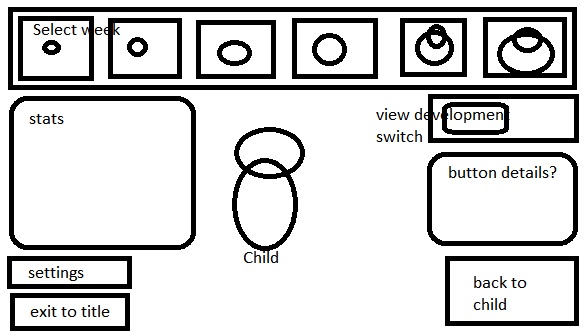 Select week
stats
view development
switch
button details?
Child
settings
back to
child
exit to title